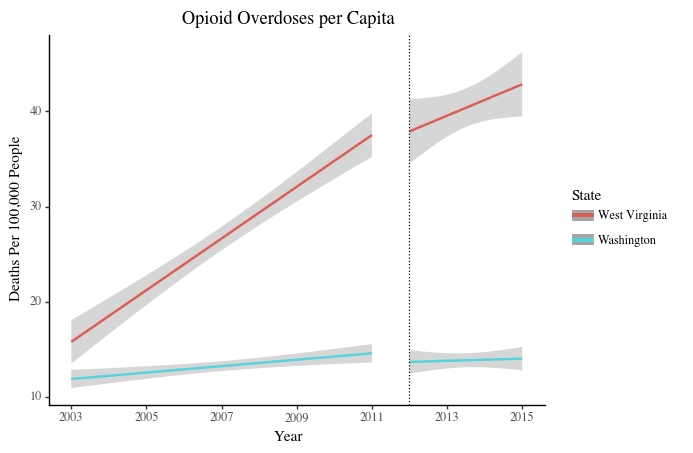 Opioid Overdoses per Capita
Deaths Per 100,000 People
40
30
20
10
2003 2005 2007 2009 2011 2013 2015
Year
State
West Virginia
Washington